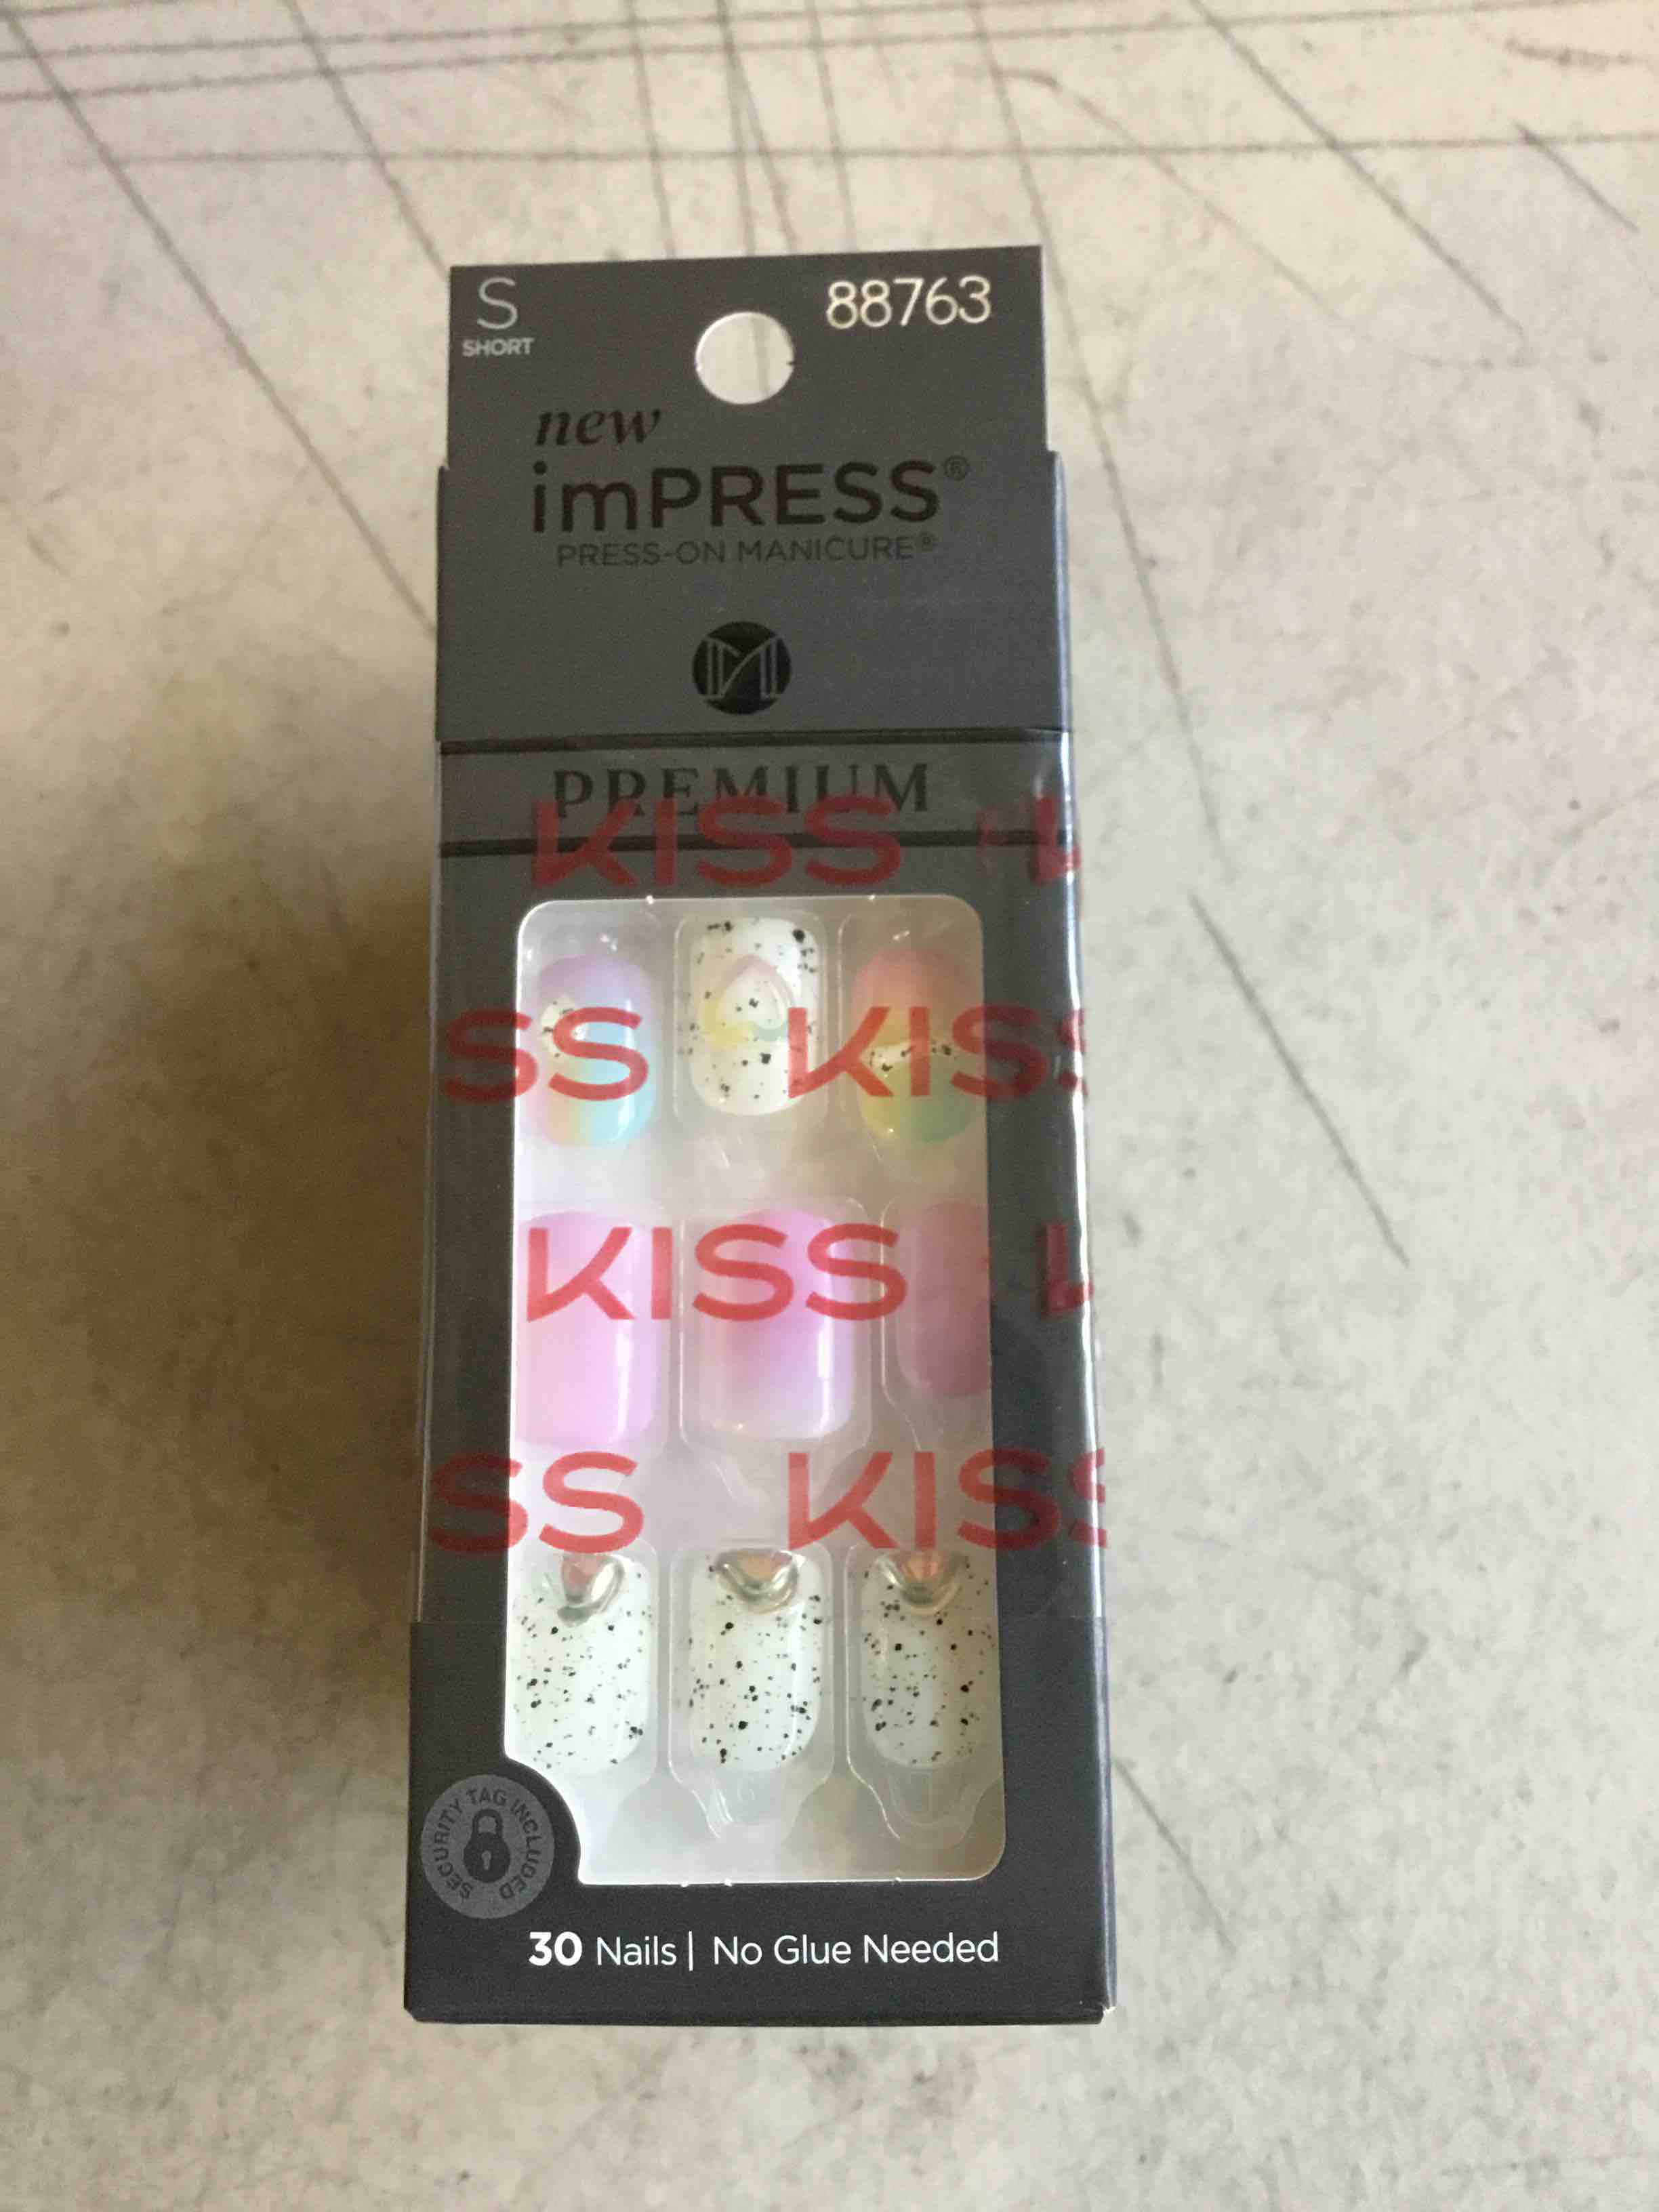 S
SHORT
88763
new
imPRESS®
PRESS-ON MANICURE®
M
PREMIUM
KISS
SS KISS
KISS
SS KISS
SECURITY TAG INCLUDED
30 Nails | No Glue Needed